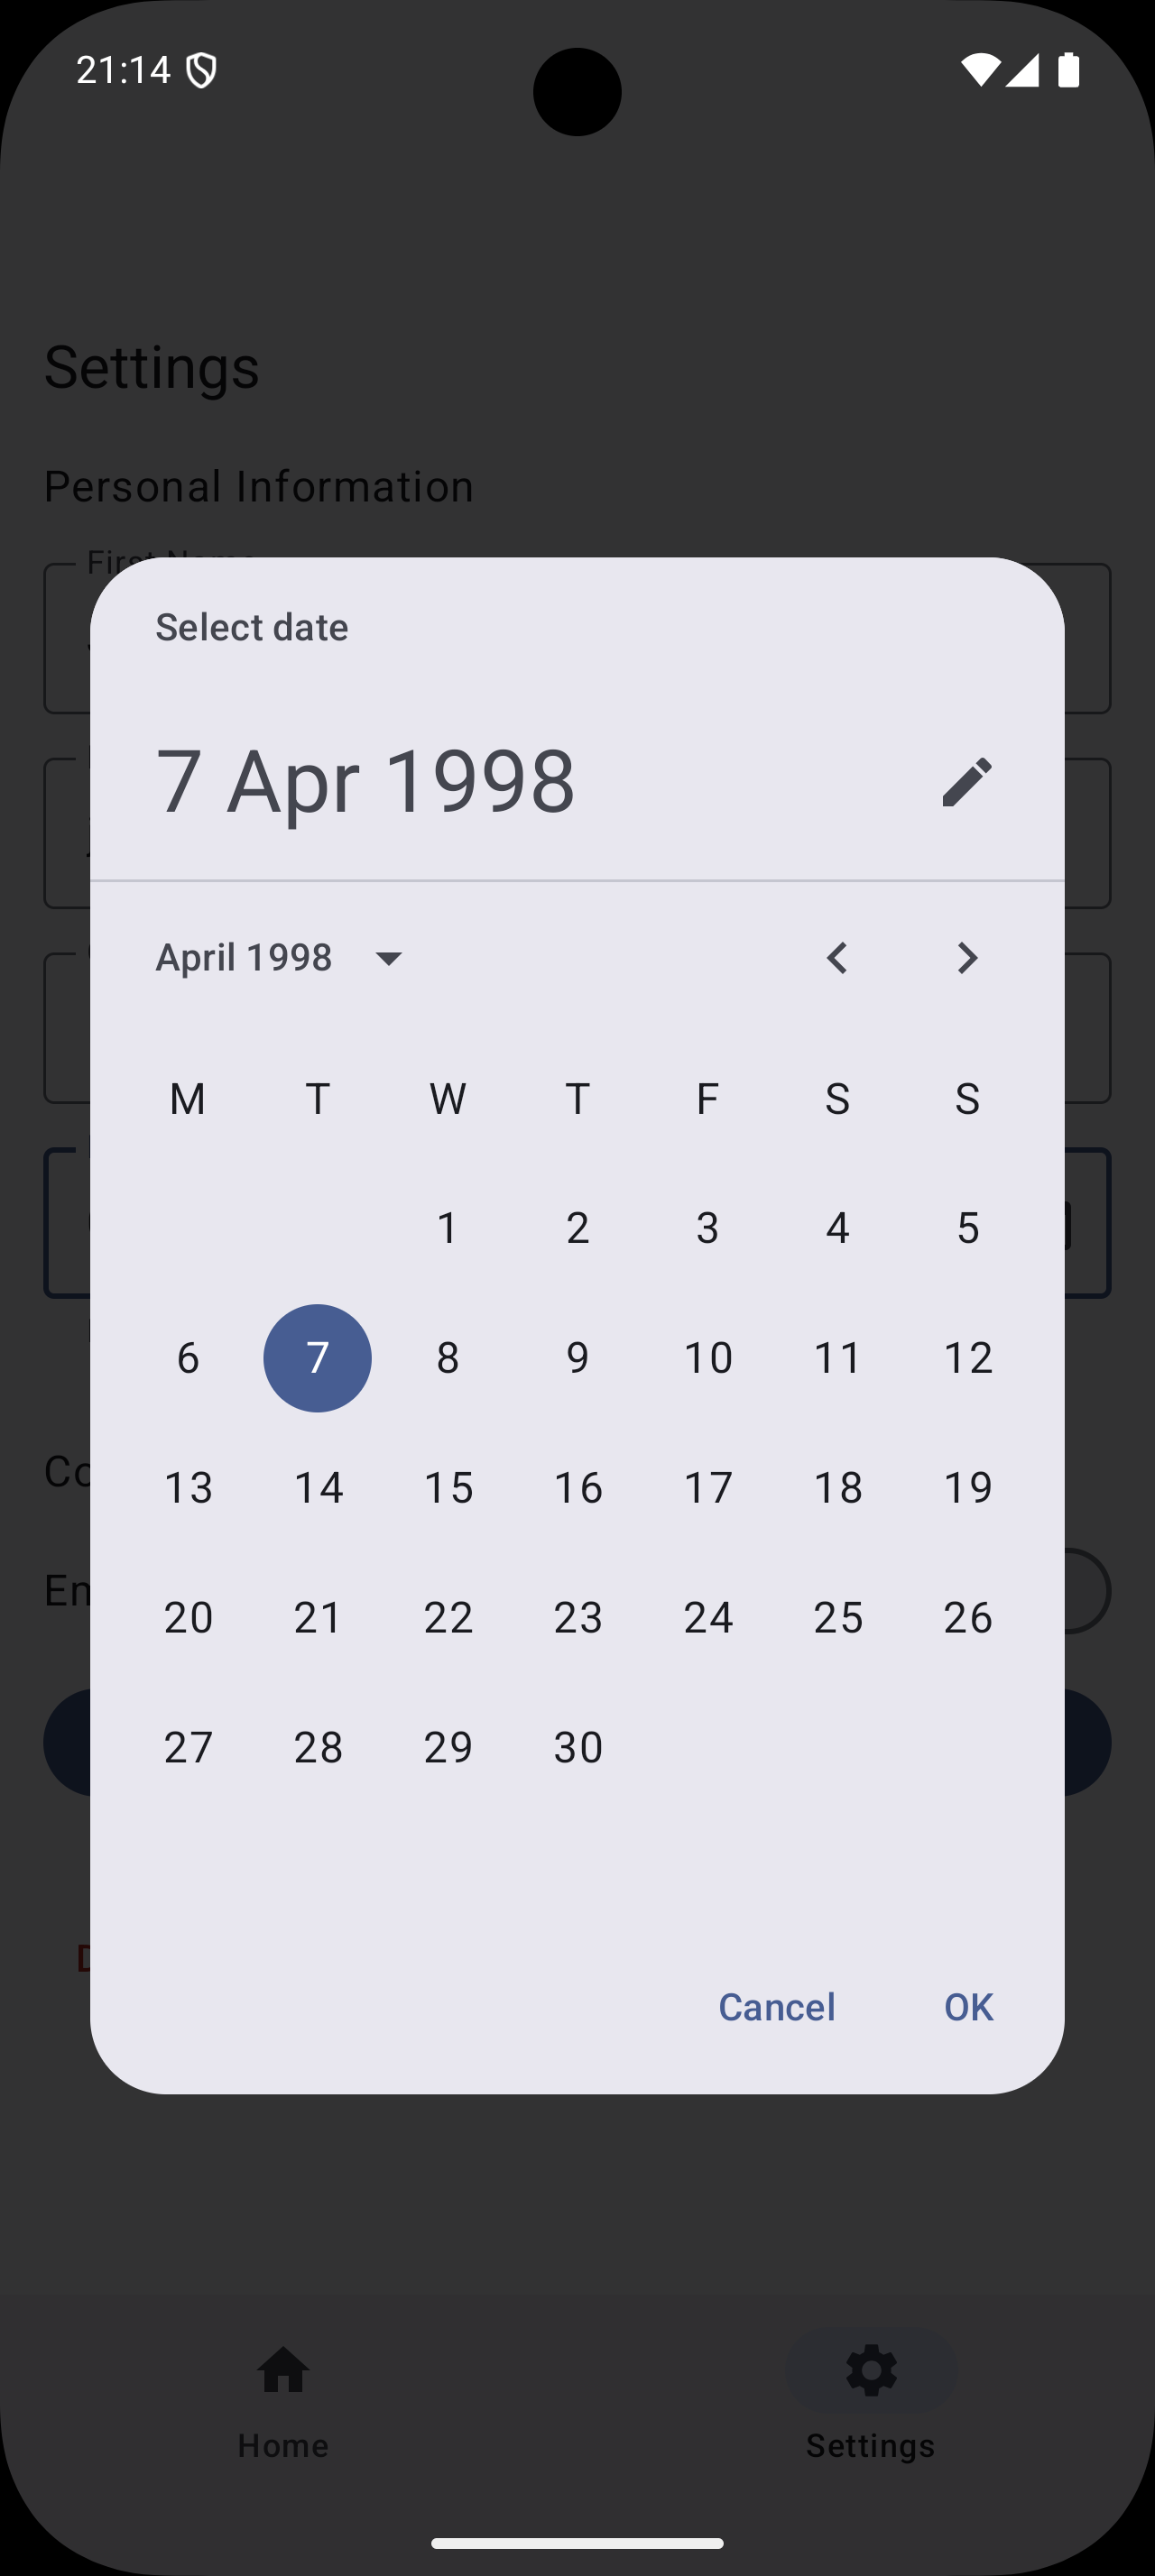 21:14
Settings
Personal Information
Select date
7 Apr 1998
April 1998
M T W T F S S
1 2 3 4 5
6 7 8 9 10 11 12
13 14 15 16 17 18 19
20 21 22 23 24 25 26
27 28 29 30
Cancel OK
Home Settings